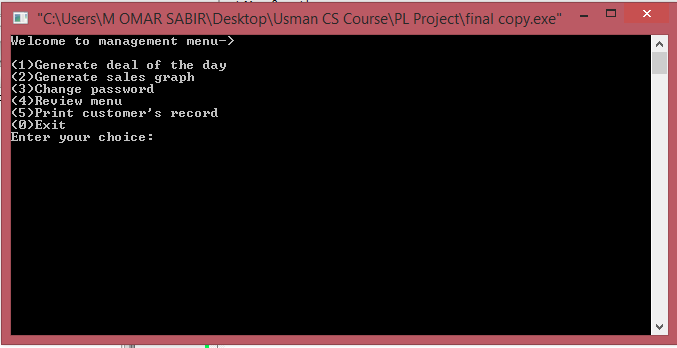 "C:\Users\M OMAR SABIR\Desktop\Usman CS Course\PL Project\final copy.exe"
Welcome to management menu->
(1)Generate deal of the day
(2)Generate sales graph
(3)Change password
(4)Review menu
(5)Print customer's record
(0)Exit
Enter your choice: